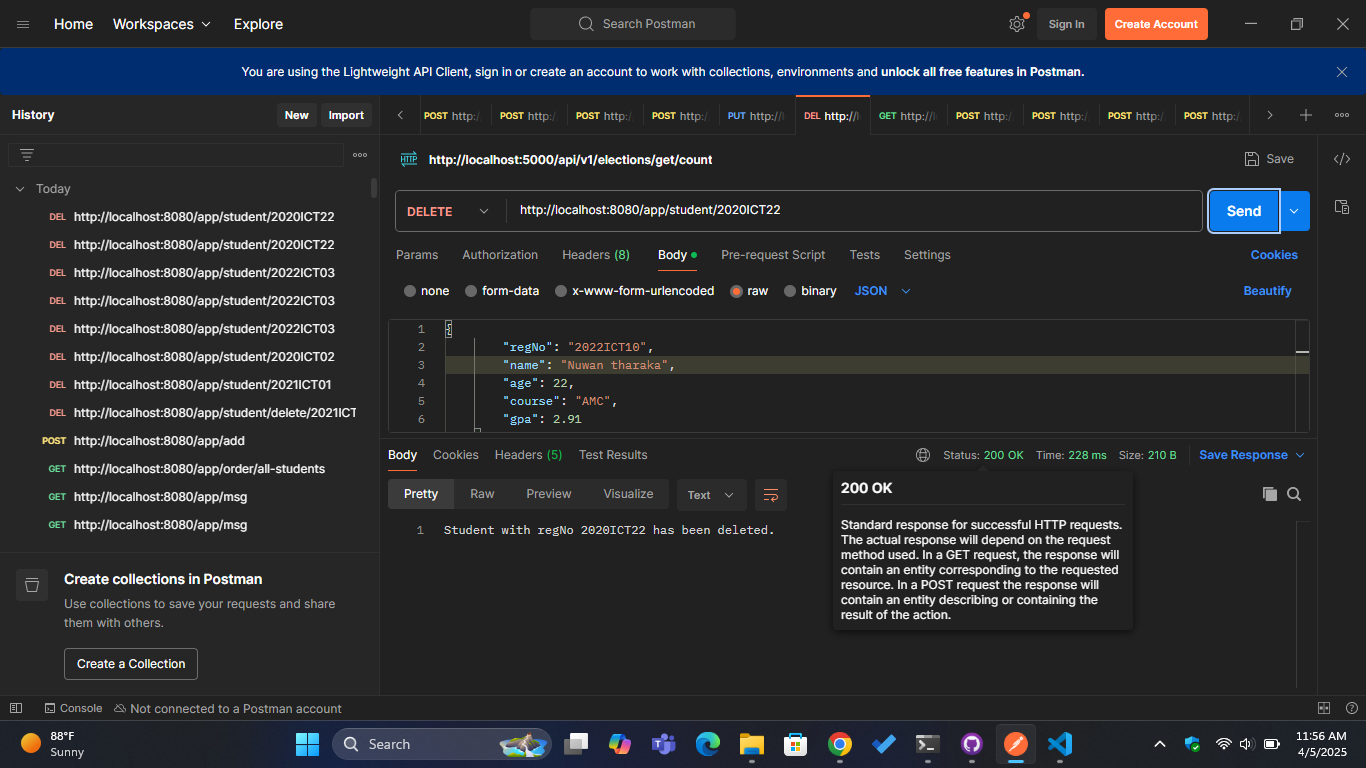 Home Workspaces Explore Search Postman Sign In Create Account
You are using the Lightweight API Client, sign in or create an account to work with collections, environments and unlock all free features in Postman.
History New Import
POST http:/ POST http:/ POST http:/ POST http:/ PUT http://l DEL http://l GET http://l POST http:/ POST http:/ POST http:/ POST http:/
HTTP http://localhost:5000/api/v1/elections/get/count Save
Today
DEL http://localhost:8080/app/student/2020ICT22
DEL http://localhost:8080/app/student/2020ICT22
DEL http://localhost:8080/app/student/2022ICT03
DEL http://localhost:8080/app/student/2022ICT03
DEL http://localhost:8080/app/student/2022ICT03
DEL http://localhost:8080/app/student/2020ICT02
DEL http://localhost:8080/app/student/2021ICT01
DEL http://localhost:8080/app/student/delete/2021ICT
POST http://localhost:8080/app/add
GET http://localhost:8080/app/order/all-students
GET http://localhost:8080/app/msg
GET http://localhost:8080/app/msg
Create collections in Postman
Use collections to save your requests and share
them with others.
Create a Collection
DELETE http://localhost:8080/app/student/2020ICT22 Send
Params Authorization Headers (8) Body Pre-request Script Tests Settings Cookies
none form-data x-www-form-urlencoded raw binary JSON Beautify
1 {
2 "regNo": "2022ICT10",
3 "name": "Nuwan tharaka",
4 "age": 22,
5 "course": "AMC",
6 "gpa": 2.91
Body Cookies Headers (5) Test Results Status: 200 OK Time: 228 ms Size: 210 B Save Response
Pretty Raw Preview Visualize Text
1 Student with regNo 2020ICT22 has been deleted.
200 OK
Standard response for successful HTTP requests.
The actual response will depend on the request
method used. In a GET request, the response will
contain an entity corresponding to the requested
resource. In a POST request the response will
contain an entity describing or containing the
result of the action.
Console Not connected to a Postman account
88°F
Sunny
Search
11:56 AM
4/5/2025